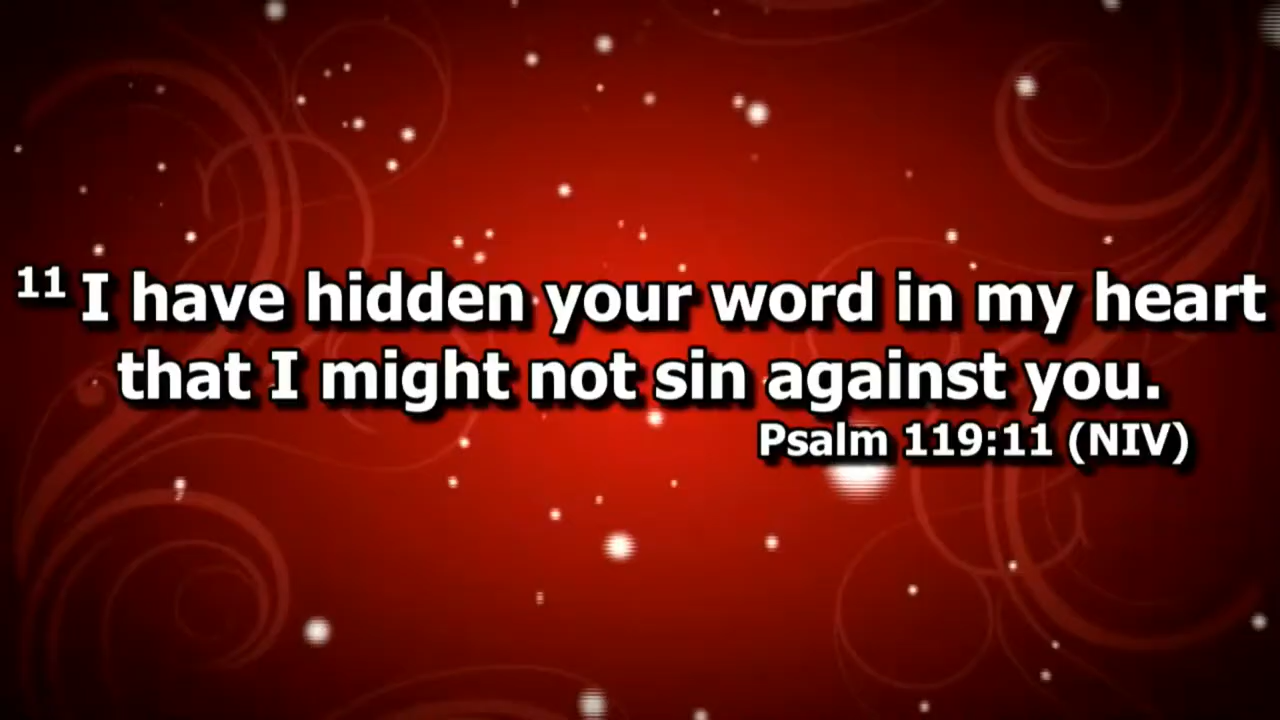 11 I have hidden your word in my heart
that I might not sin against you.
Psalm 119:11 (NIV)